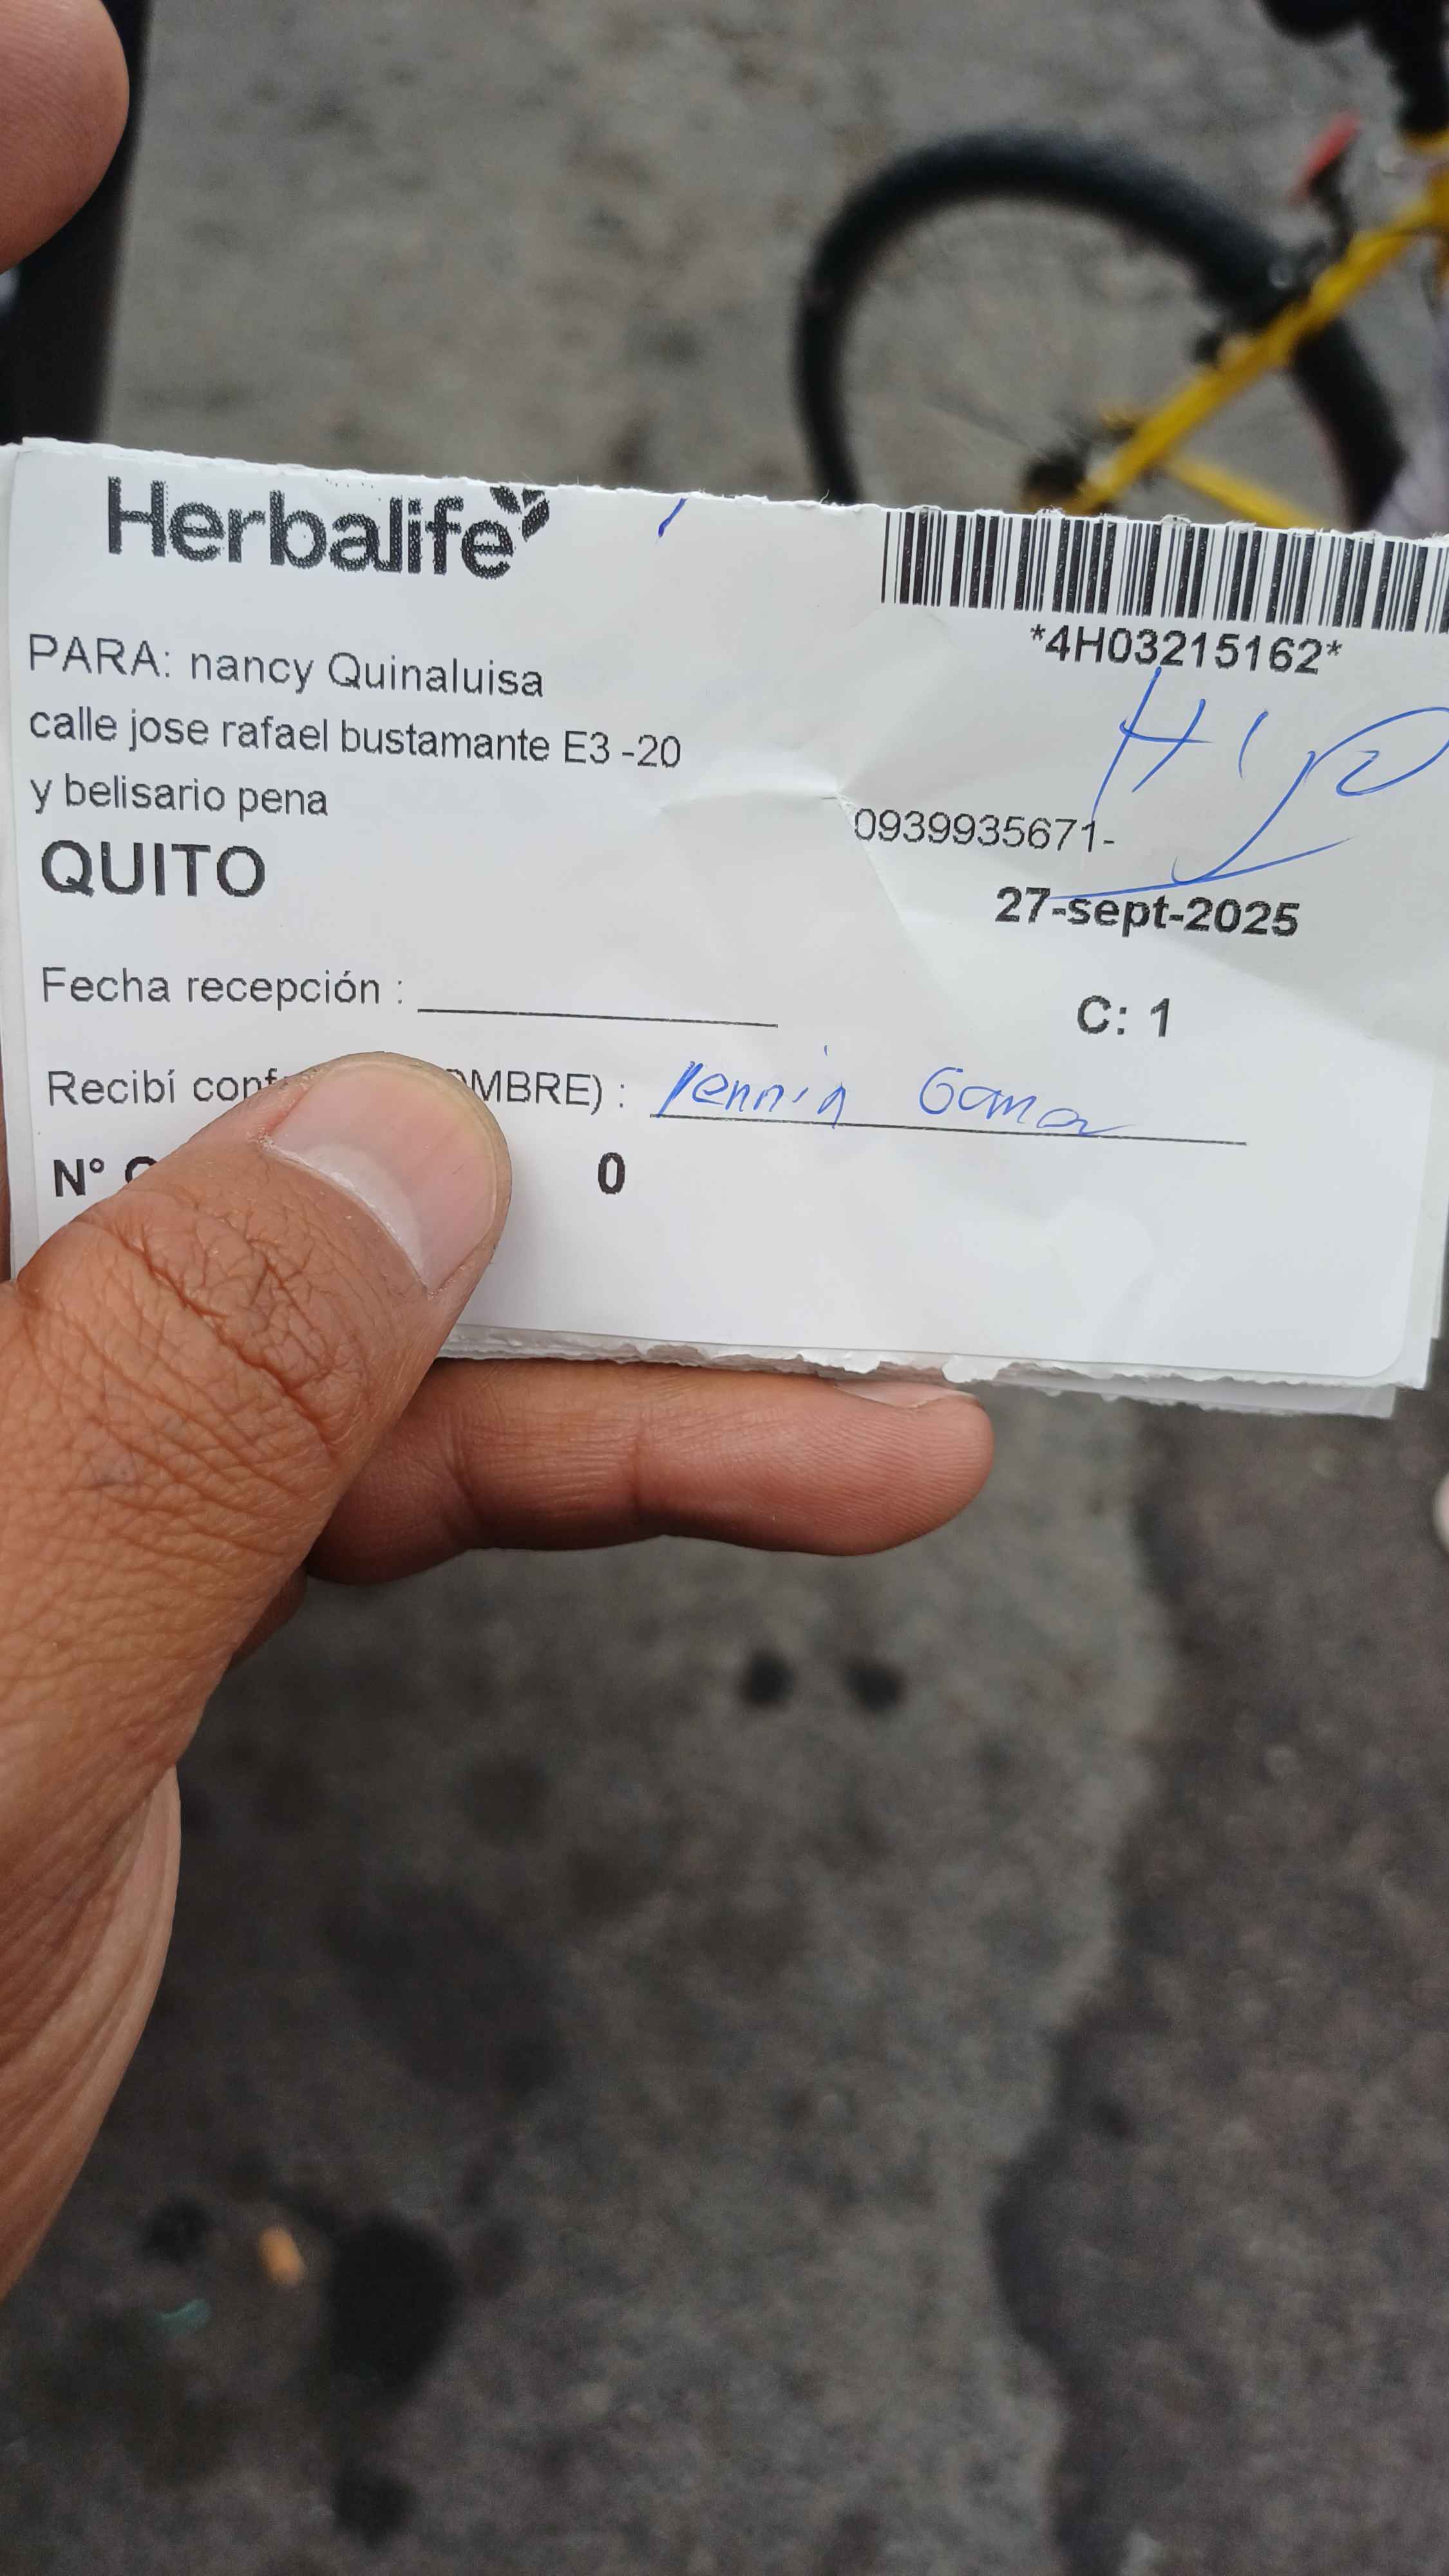 Herbalife
*4H03215162*
PARA: nancy Quinaluisa
calle jose rafael bustamante E3 -20
y belisario pena
0939935671-
QUITO
27-sept-2025
Fecha recepción :
C: 1
Recibí MBRE) : Gama
N° 0